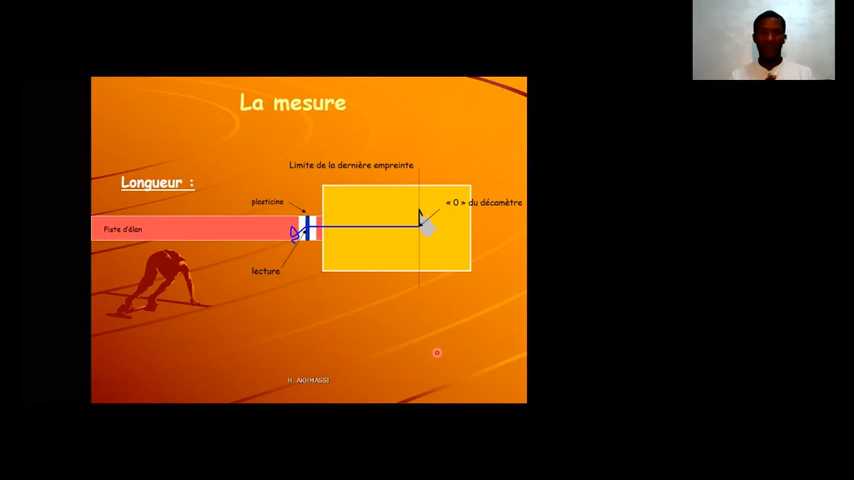 La mesure
Limite de la dernière empreinte
Longueur :
plasticine
« 0 » du décamètre
Piste d'élan
lecture
H. AKHMASSI